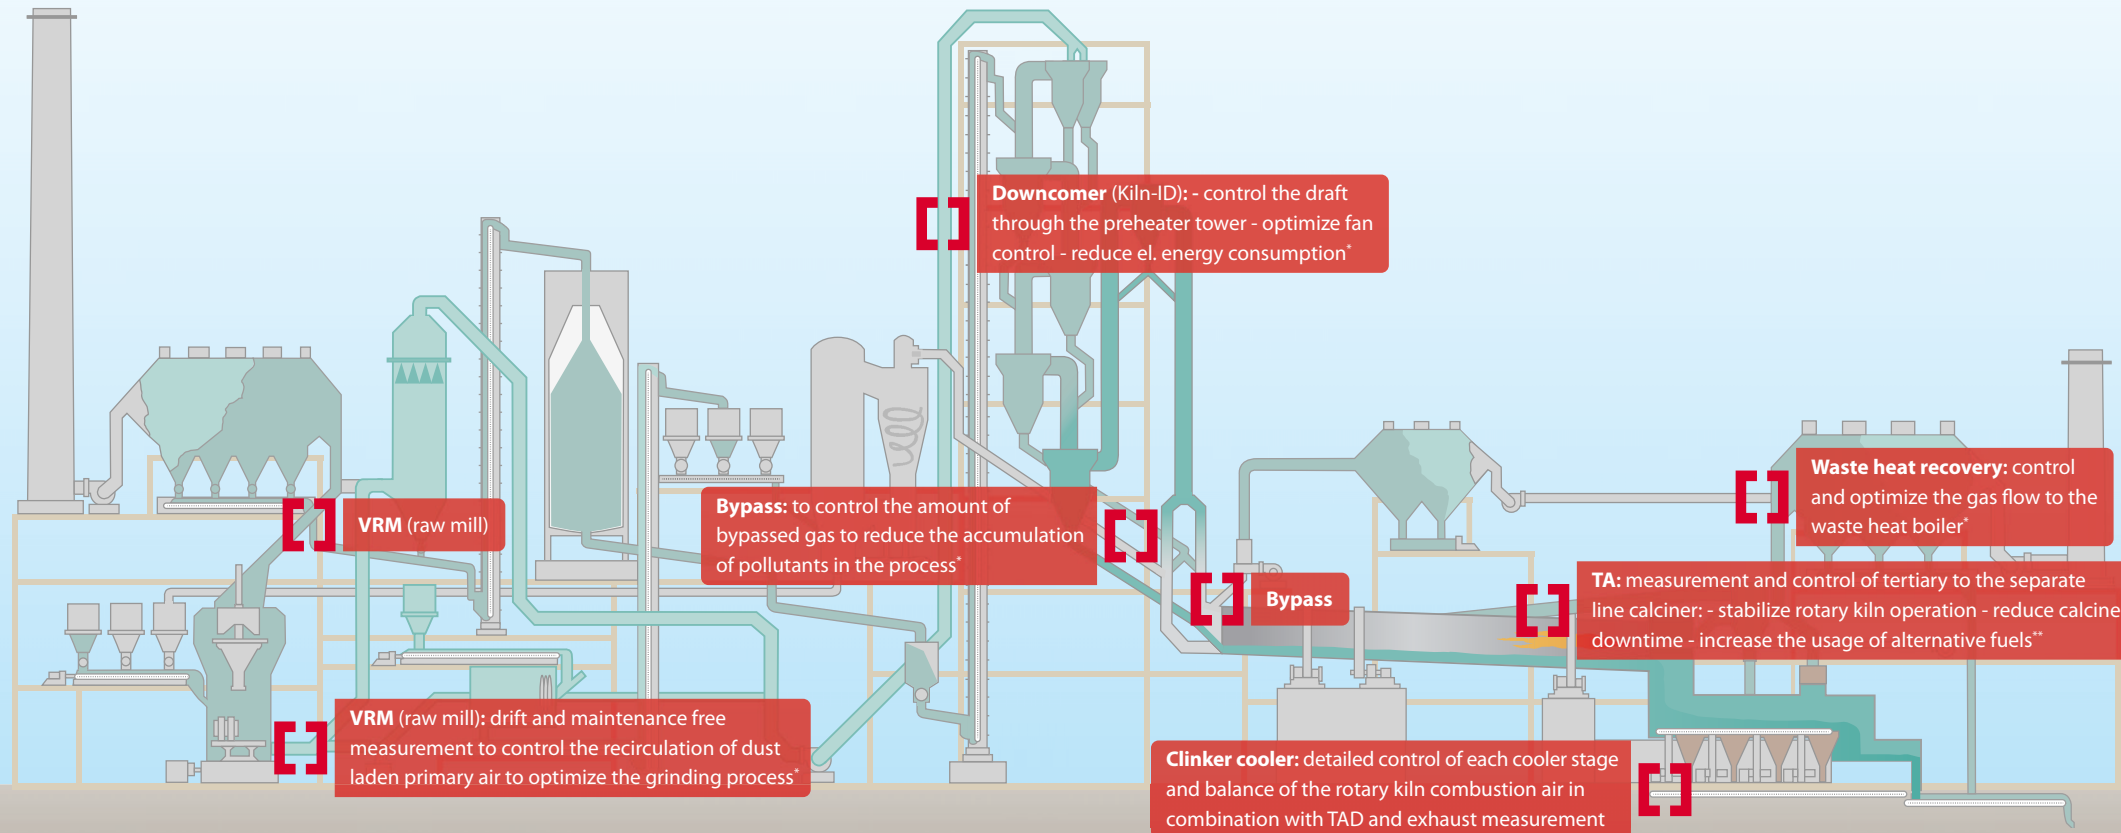 Downcomer (Kiln-ID): - control the draft
through the preheater tower - optimize fan
control - reduce el. energy consumption*
Waste heat recovery: control
and optimize the gas flow to the
waste heat boiler*
VRM (raw mill)
Bypass: to control the amount of
bypassed gas to reduce the accumulation
of pollutants in the process*
Bypass
TA: measurement and control of tertiary to the separate
line calciner: - stabilize rotary kiln operation - reduce calcine
downtime - increase the usage of alternative fuels**
VRM (raw mill): drift and maintenance free
measurement to control the recirculation of dust
laden primary air to optimize the grinding process*
Clinker cooler: detailed control of each cooler stage
and balance of the rotary kiln combustion air in
combination with TAD and exhaust measurement